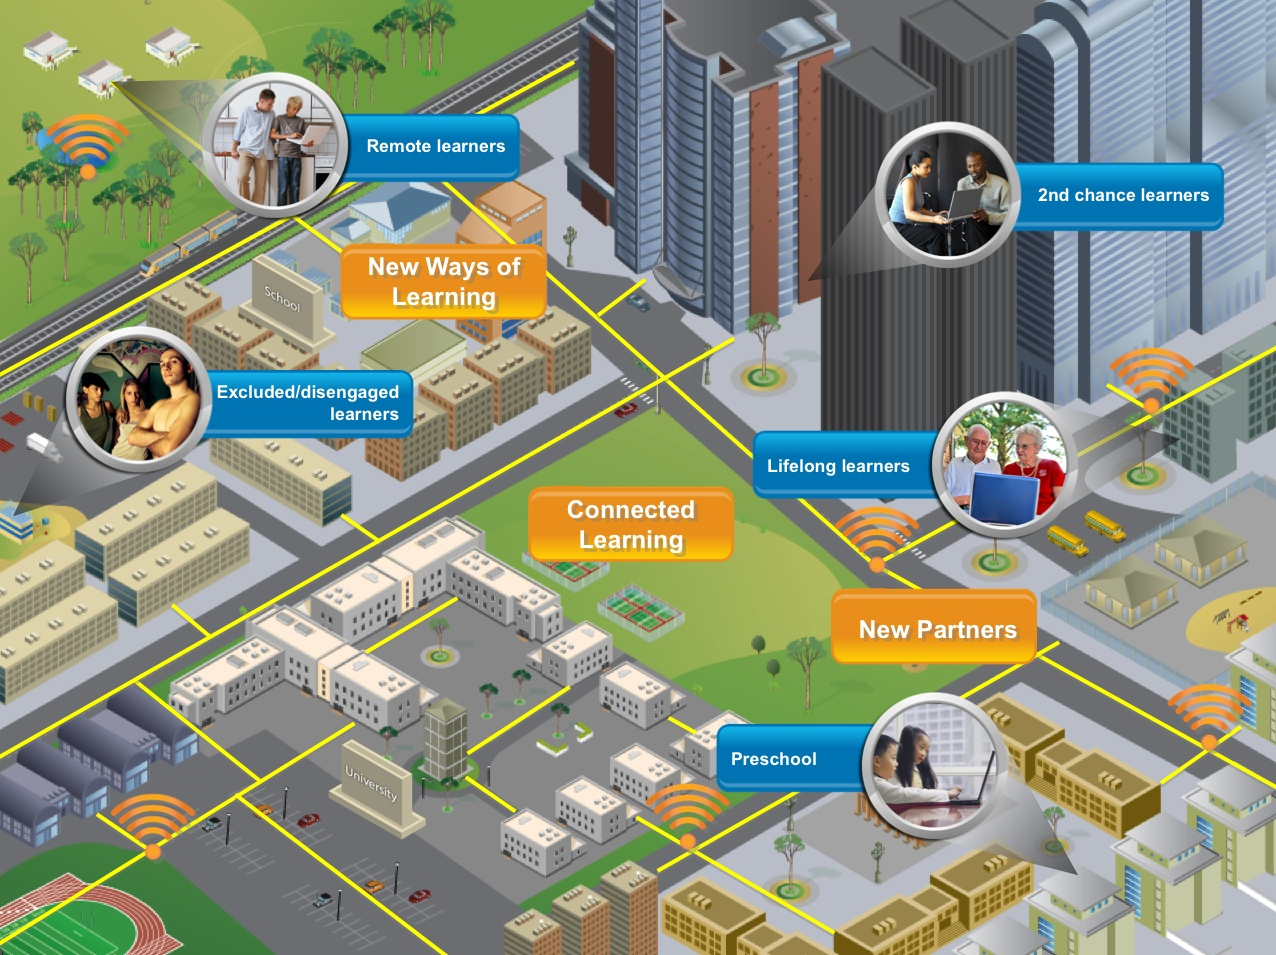 Remote learners
2nd chance learners
New Ways of
Learning
School
Excluded/disengaged
learners
Lifelong learners
Connected
Learning
New Partners
Preschool
University